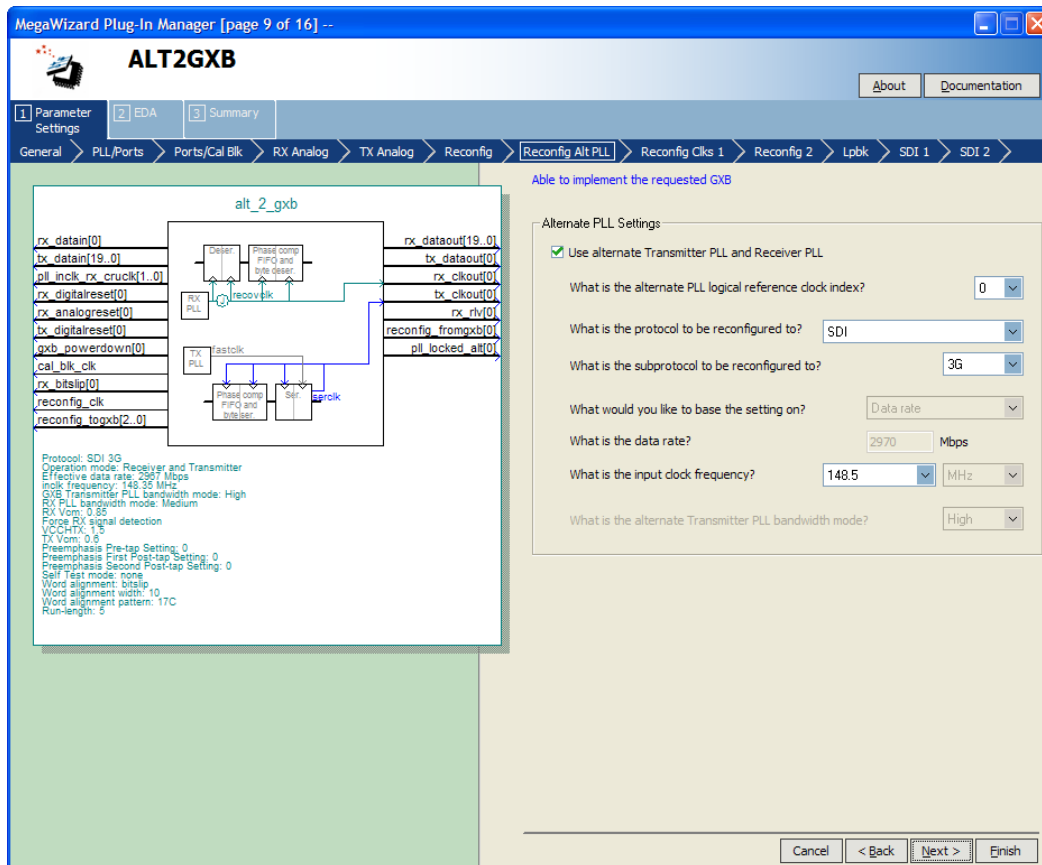 MegaWizard Plug-In Manager [page 9 of 16] --
ALT2GXB
About
Documentation
1 Parameter Settings
2 EDA
3 Summary
General
PLL/Ports
Ports/Cal Blk
RX Analog
TX Analog
Reconfig
Reconfig Alt PLL
Reconfig Clks 1
Reconfig 2
Lpbk
SDI 1
SDI 2
Able to implement the requested GXB
alt_2_gxb
rx_datain[0]
tx_datain[19..0]
pll_inclk_rx_cruclk[1..0]
rx_digitalreset[0]
rx_analogreset[0]
tx_digitalreset[0]
gxb_powerdown[0]
cal_blk_clk
rx_bitslip[0]
reconfig_clk
reconfig_togxb[2..0]
Deser.
Phase comp
FIFO and
byte deser.
RX
PLL
recovclk
TX
PLL
fastclk
Phase comp
FIFO and
byteser.
Ser.
serclk
rx_dataout[19..0]
tx_dataout[0]
rx_clkout[0]
tx_clkout[0]
rx_rlv[0]
reconfig_fromgxb[0]
pll_locked_alt[0]
Protocol: SDI 3G
Operation mode: Receiver and Transmitter
Effective data rate: 2967 Mbps
inclk frequency: 148.35 MHz
GXB Transmitter PLL bandwidth mode: High
RX PLL bandwidth mode: Medium
RX Vcm: 0.85
Force RX signal detection
VCCHTX: 1.5
TX Vcm: 0.6
Preemphasis Pre-tap Setting: 0
Preemphasis First Post-tap Setting: 0
Preemphasis Second Post-tap Setting: 0
Self Test mode: none
Word alignment: bitslip
Word alignment width: 10
Word alignment pattern: 17C
Run-length: 5
Alternate PLL Settings
Use alternate Transmitter PLL and Receiver PLL
What is the alternate PLL logical reference clock index? 0
What is the protocol to be reconfigured to? SDI
What is the subprotocol to be reconfigured to? 3G
What would you like to base the setting on? Data rate
What is the data rate? 2970 Mbps
What is the input clock frequency? 148.5 MHz
What is the alternate Transmitter PLL bandwidth mode? High
Cancel
< Back
Next >
Finish